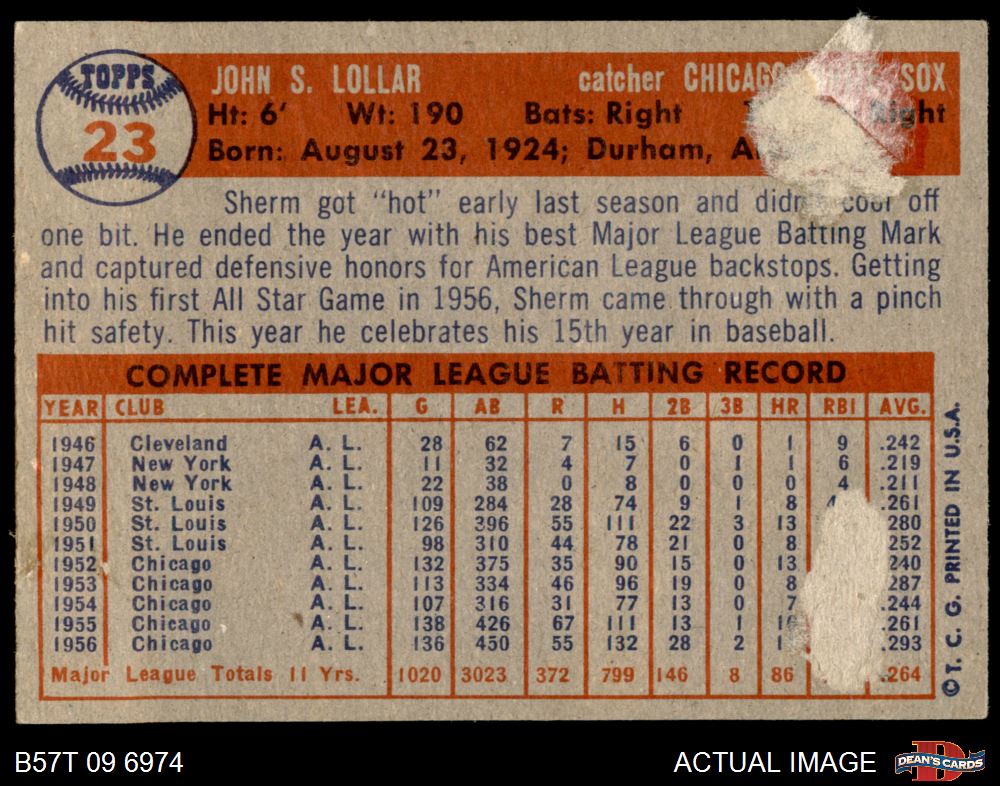 TOPPS
23
JOHN S. LOLLAR catcher CHICAGO SOX
Ht: 6' Wt: 190 Bats: Right Right
Born: August 23, 1924; Durham,
Sherm got "hot" early last season and didn't cool off
one bit. He ended the year with his best Major League Batting Mark
and captured defensive honors for American League backstops. Getting
into his first All Star Game in 1956, Sherm came through with a pinch
hit safety. This year he celebrates his 15th year in baseball.
COMPLETE MAJOR LEAGUE BATTING RECORD
YEAR CLUB LEA. G AB R H 2B 3B HR RBI AVG.
1946 Cleveland A. L. 28 62 7 15 6 0 1 9 .242
1947 New York A. L. 11 32 4 7 0 1 1 6 .219
1948 New York A. L. 22 38 0 8 0 0 0 4 .211
1949 St. Louis A. L. 109 284 28 74 9 1 8 .261
1950 St. Louis A. L. 126 396 55 111 22 3 13 .280
1951 St. Louis A. L. 98 310 44 78 21 0 8 .252
1952 Chicago A. L. 132 375 35 90 15 0 13 .240
1953 Chicago A. L. 113 334 46 96 19 0 8 .287
1954 Chicago A. L. 107 316 31 77 13 0 7 .244
1955 Chicago A. L. 138 426 67 111 13 1 .261
1956 Chicago A. L. 136 450 55 132 28 2 .293
Major League Totals 11 Yrs. 1020 3023 372 799 146 8 86 .264
©T. C. G. PRINTED IN U.S.A.
B57T 09 6974 ACTUAL IMAGE
D
DEAN'S CARDS